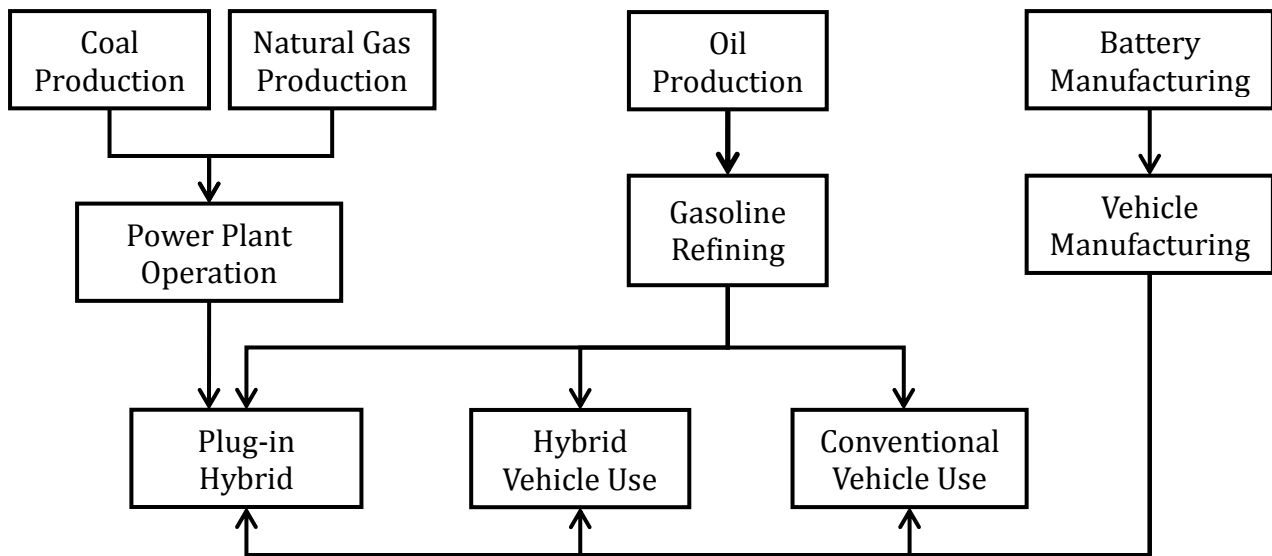 Coal
Production
Natural Gas
Production
Oil
Production
Battery
Manufacturing
Power Plant
Operation
Gasoline
Refining
Vehicle
Manufacturing
Plug-in
Hybrid
Hybrid
Vehicle Use
Conventional
Vehicle Use